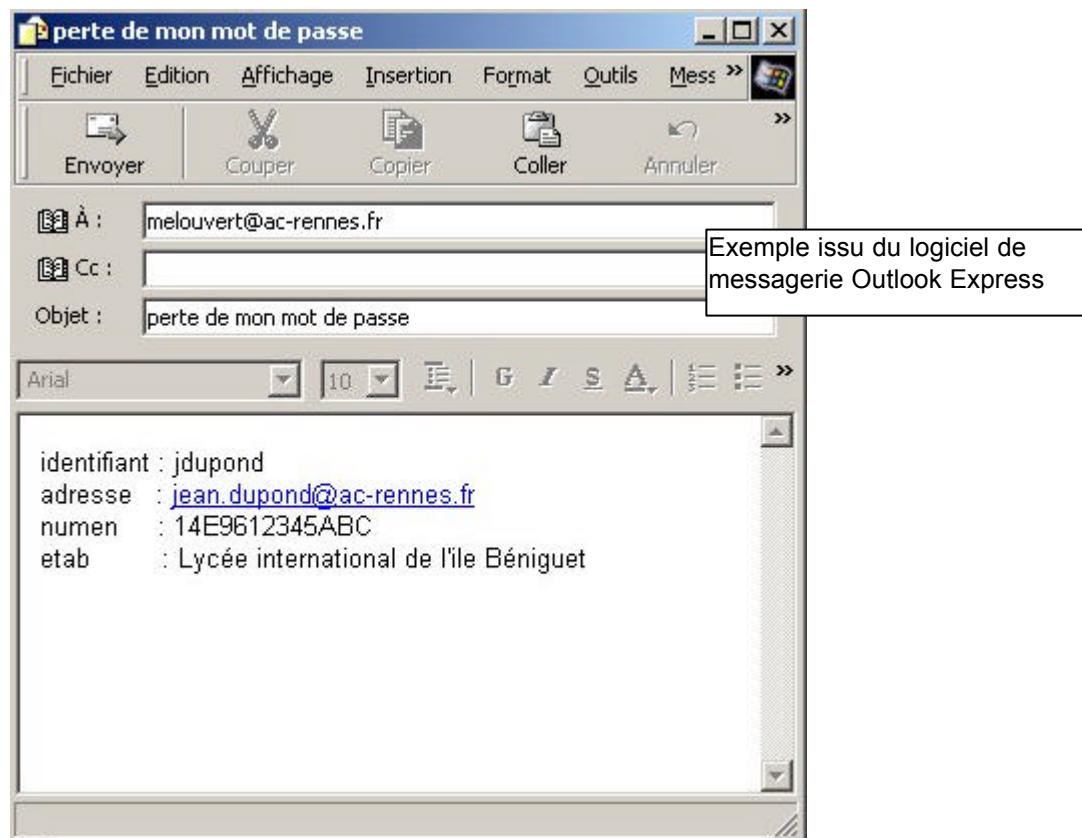 perte de mon mot de passe
Fichier Edition Affichage Insertion Format Outils Mess »
Envoyer Couper Copier Coller Annuler »
À : melouvert@ac-rennes.fr
Cc :
Objet : perte de mon mot de passe
Exemple issu du logiciel de
messagerie Outlook Express
Arial 10 G I S A »
identifiant : jdupond
adresse : jean.dupond@ac-rennes.fr
numen : 14E9612345ABC
etab : Lycée international de l'ile Béniguet